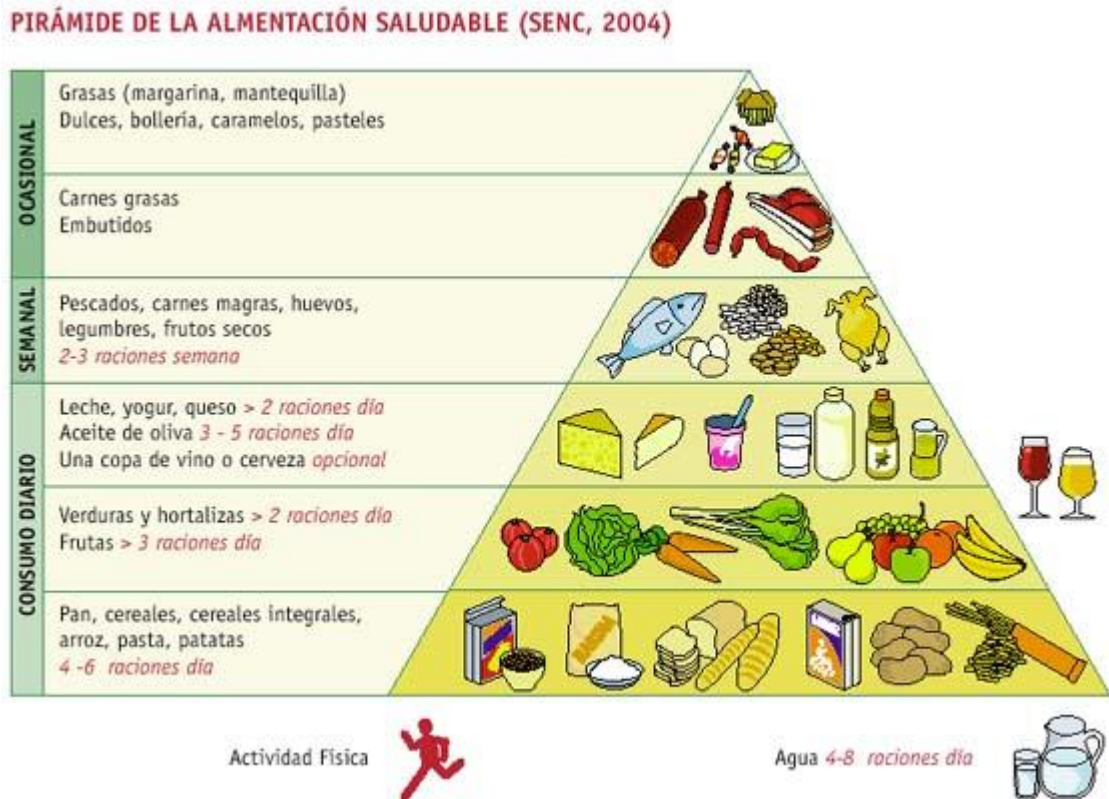 PIRÁMIDE DE LA ALIMENTACIÓN SALUDABLE (SENC, 2004)
OCASIONAL
Grasas (margarina, mantequilla)
Dulces, bollería, caramelos, pasteles
Carnes grasas
Embutidos
SEMANAL
Pescados, carnes magras, huevos,
legumbres, frutos secos
2-3 raciones semana
CONSUMO DIARIO
Leche, yogur, queso > 2 raciones día
Aceite de oliva 3 - 5 raciones día
Una copa de vino o cerveza opcional
Verduras y hortalizas > 2 raciones día
Frutas > 3 raciones día
Pan, cereales, cereales integrales,
arroz, pasta, patatas
4 -6 raciones día
Actividad Física
Agua 4-8 raciones día